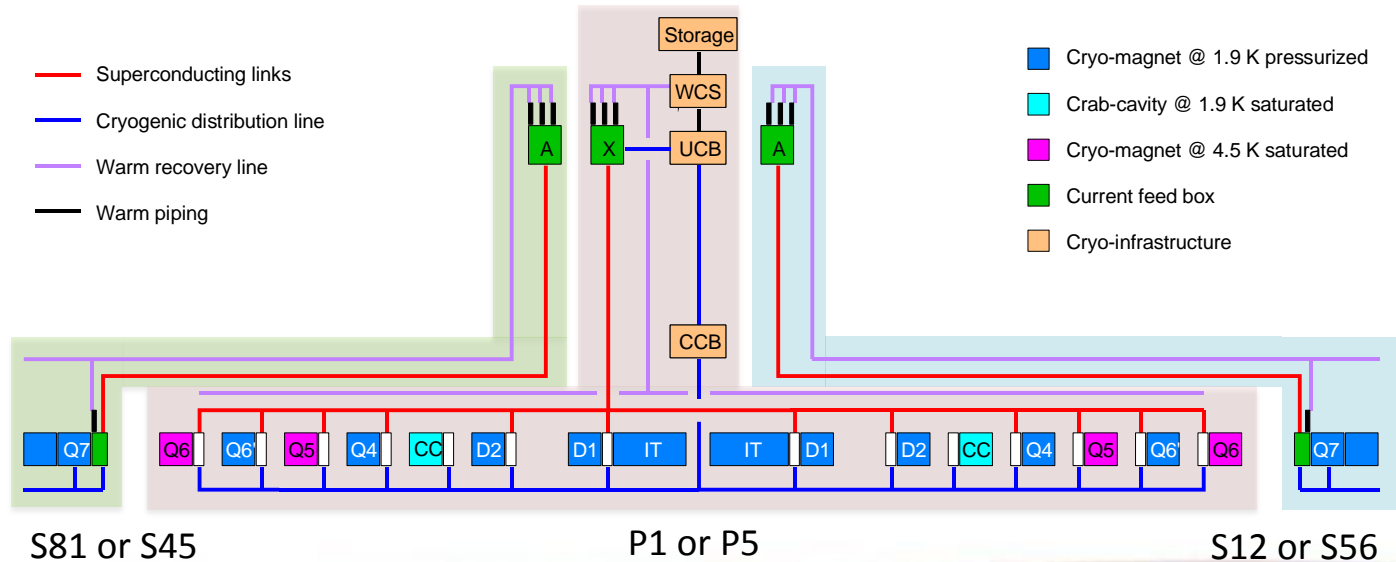 Superconducting links
Cryogenic distribution line
Warm recovery line
Warm piping
Storage
WCS
UCB
CCB
A
X
A
Cryo-magnet @ 1.9 K pressurized
Crab-cavity @ 1.9 K saturated
Cryo-magnet @ 4.5 K saturated
Current feed box
Cryo-infrastructure
Q7 Q6 Q6' Q5 Q4 CC D2 D1 IT IT D1 D2 CC Q4 Q5 Q6' Q6 Q7
S81 or S45 P1 or P5 S12 or S56